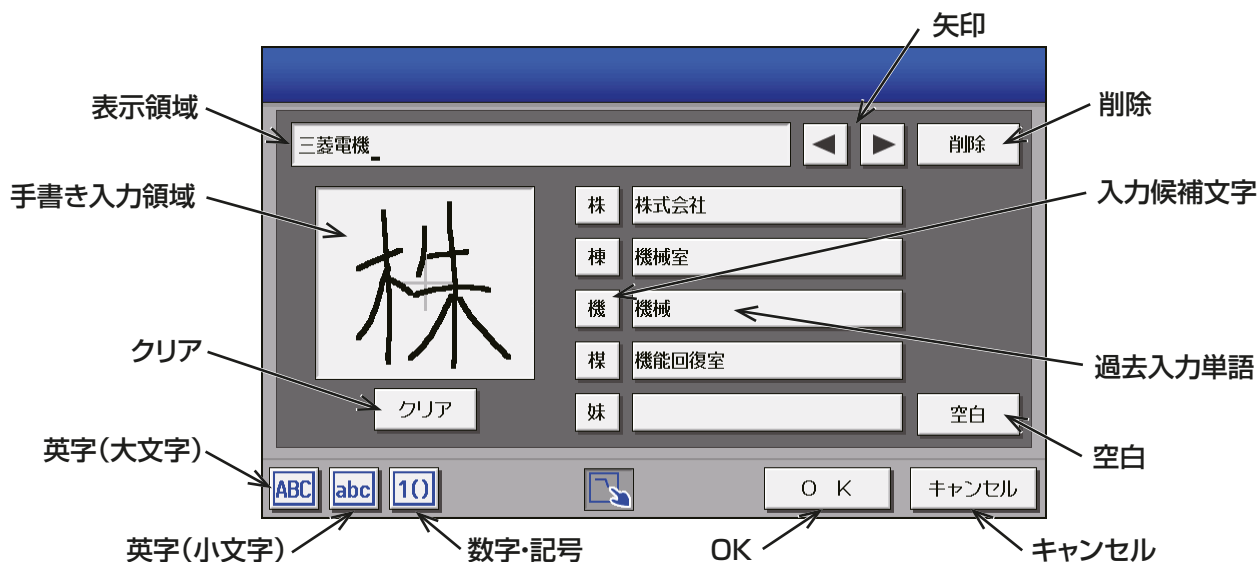 矢印
表示領域
削除
三菱電機
削除
手書き入力領域
入力候補文字
株
株
株式会社
棟
機械室
機
機械
楳
機能回復室
妹
クリア
クリア
過去入力単語
空白
空白
英字(大文字)
ABC
abc
1()
O K
キャンセル
英字(小文字)
数字・記号
OK
キャンセル